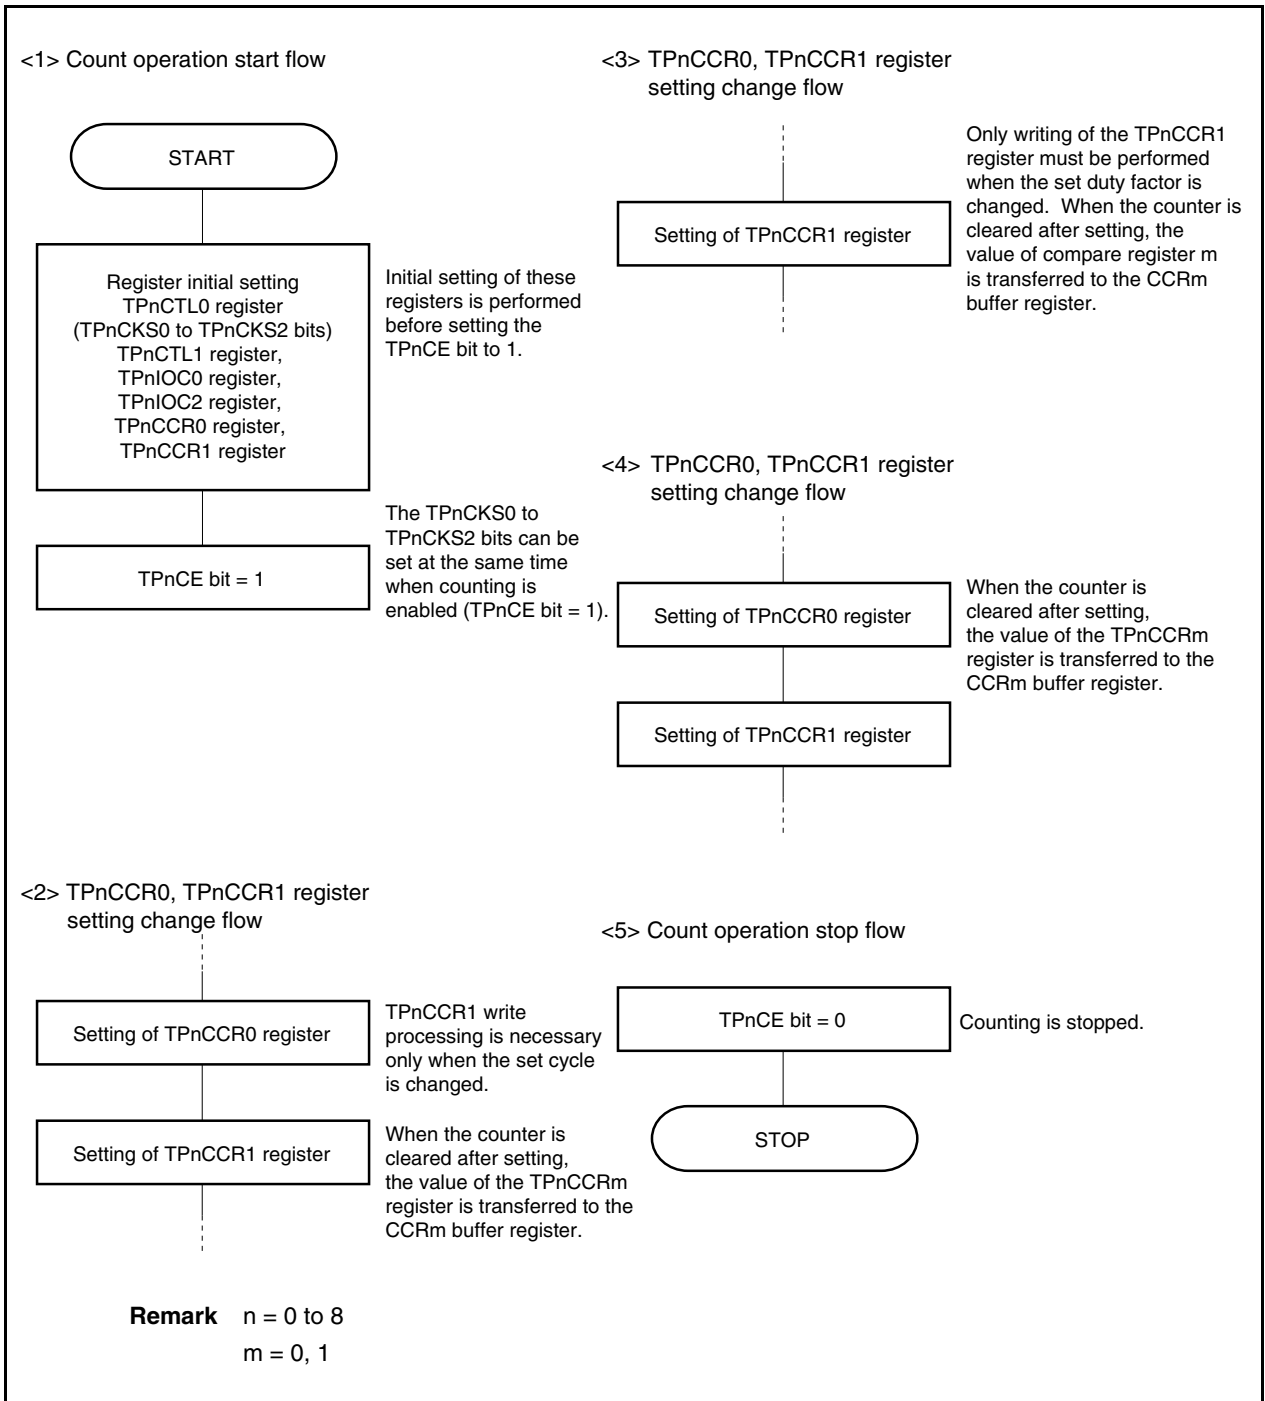 <1> Count operation start flow
START
Register initial setting
TPnCTL0 register
(TPnCKS0 to TPnCKS2 bits)
TPnCTL1 register,
TPnIOC0 register,
TPnIOC2 register,
TPnCCR0 register,
TPnCCR1 register
Initial setting of these
registers is performed
before setting the
TPnCE bit to 1.
TPnCE bit = 1
The TPnCKS0 to
TPnCKS2 bits can be
set at the same time
when counting is
enabled (TPnCE bit = 1).
<2> TPnCCR0, TPnCCR1 register
setting change flow
Setting of TPnCCR0 register
TPnCCR1 write
processing is necessary
only when the set cycle
is changed.
Setting of TPnCCR1 register
When the counter is
cleared after setting,
the value of the TPnCCRm
register is transferred to the
CCRm buffer register.
<3> TPnCCR0, TPnCCR1 register
setting change flow
Setting of TPnCCR1 register
Only writing of the TPnCCR1
register must be performed
when the set duty factor is
changed. When the counter is
cleared after setting, the
value of compare register m
is transferred to the CCRm
buffer register.
<4> TPnCCR0, TPnCCR1 register
setting change flow
Setting of TPnCCR0 register
When the counter is
cleared after setting,
the value of the TPnCCRm
register is transferred to the
CCRm buffer register.
Setting of TPnCCR1 register
<5> Count operation stop flow
TPnCE bit = 0
Counting is stopped.
STOP
Remark n = 0 to 8
m = 0, 1